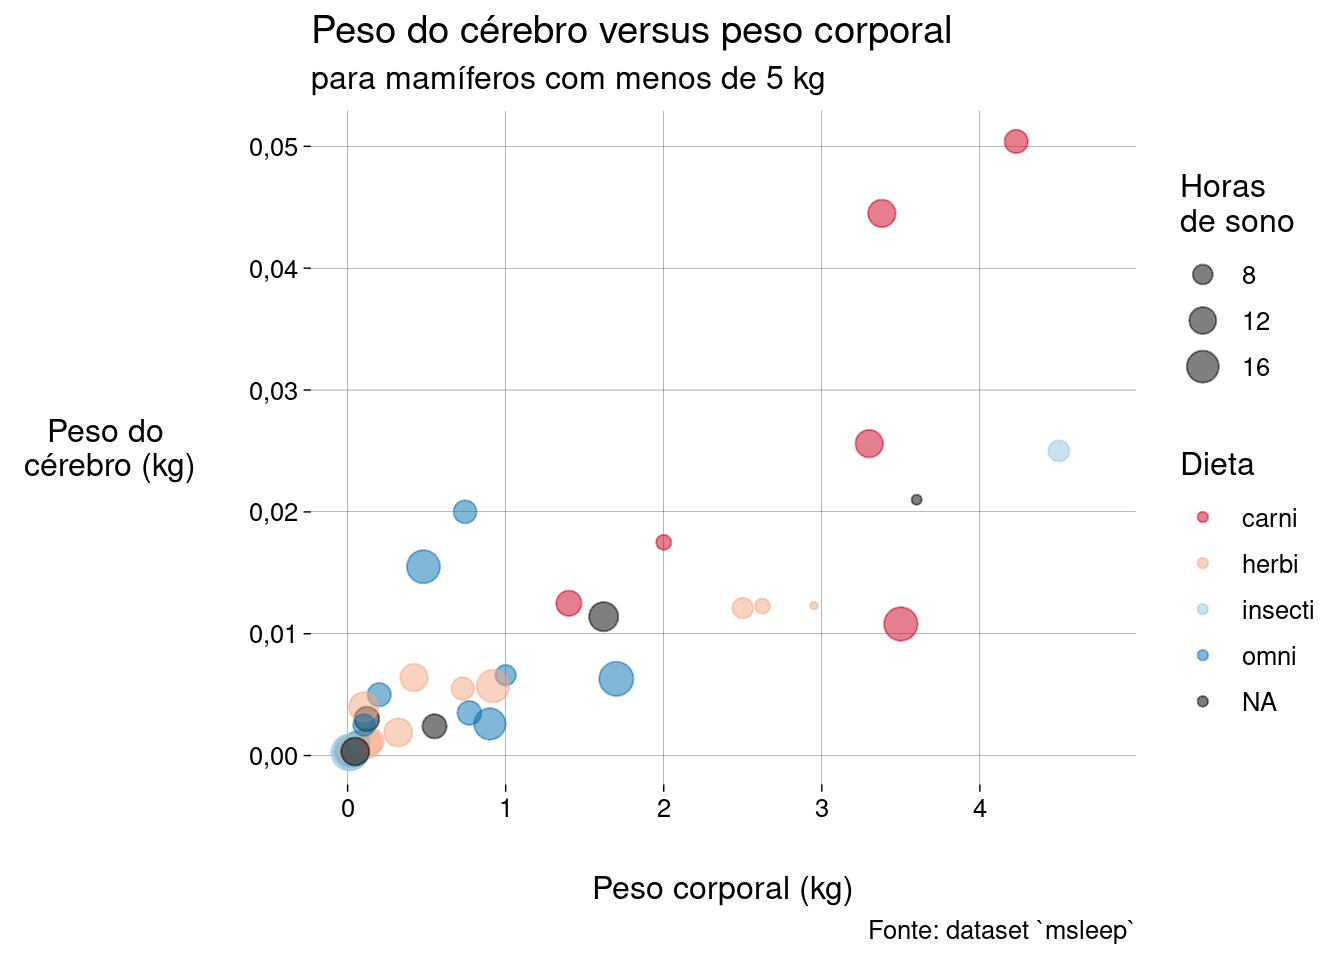 Peso do cérebro versus peso corporal
para mamíferos com menos de 5 kg
0,05
0,04
0,03
0,02
0,01
0,00
Peso do
cérebro (kg)
0
1
2
3
4
Peso corporal (kg)
Fonte: dataset `msleep`
Horas
de sono
8
12
16
Dieta
carni
herbi
insecti
omni
NA